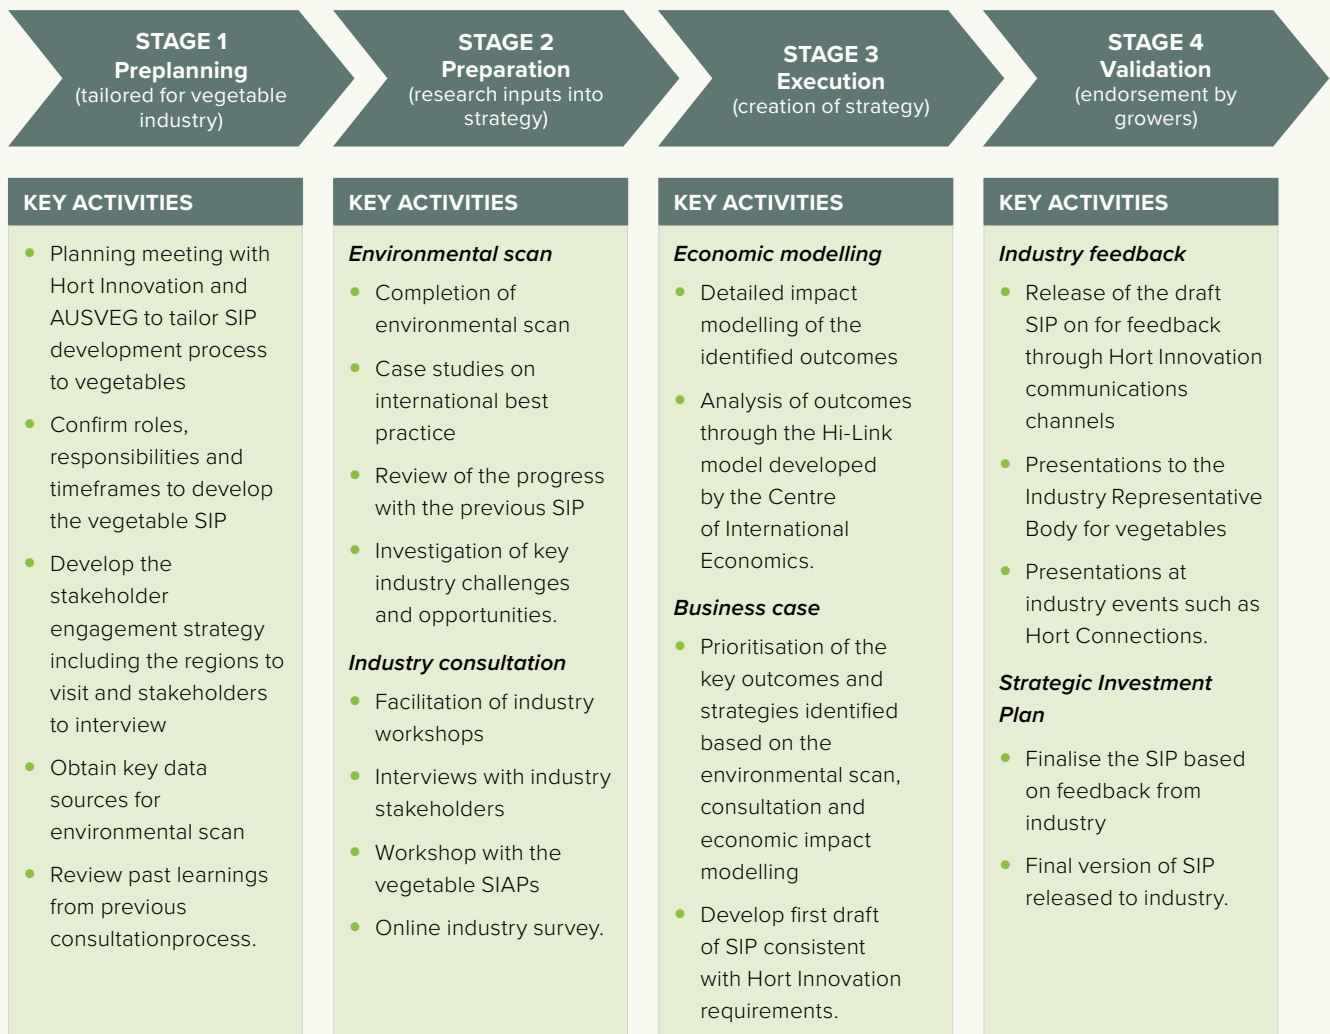 STAGE 1
Preplanning
(tailored for vegetable
industry)
STAGE 2
Preparation
(research inputs into
strategy)
STAGE 3
Execution
(creation of strategy)
STAGE 4
Validation
(endorsement by
growers)
KEY ACTIVITIES
• Planning meeting with
Hort Innovation and
AUSVEG to tailor SIP
development process
to vegetables
• Confirm roles,
responsibilities and
timeframes to develop
the vegetable SIP
• Develop the
stakeholder
engagement strategy
including the regions to
visit and stakeholders
to interview
• Obtain key data
sources for
environmental scan
• Review past learnings
from previous
consultationprocess.
KEY ACTIVITIES
Environmental scan
• Completion of
environmental scan
• Case studies on
international best
practice
• Review of the progress
with the previous SIP
• Investigation of key
industry challenges
and opportunities.
Industry consultation
• Facilitation of industry
workshops
• Interviews with industry
stakeholders
• Workshop with the
vegetable SIAPs
• Online industry survey.
KEY ACTIVITIES
Economic modelling
• Detailed impact
modelling of the
identified outcomes
• Analysis of outcomes
through the Hi-Link
model developed
by the Centre
of International
Economics.
Business case
• Prioritisation of the
key outcomes and
strategies identified
based on the
environmental scan,
consultation and
economic impact
modelling
• Develop first draft
of SIP consistent
with Hort Innovation
requirements.
KEY ACTIVITIES
Industry feedback
• Release of the draft
SIP on for feedback
through Hort Innovation
communications
channels
• Presentations to the
Industry Representative
Body for vegetables
• Presentations at
industry events such as
Hort Connections.
Strategic Investment
Plan
• Finalise the SIP based
on feedback from
industry
• Final version of SIP
released to industry.